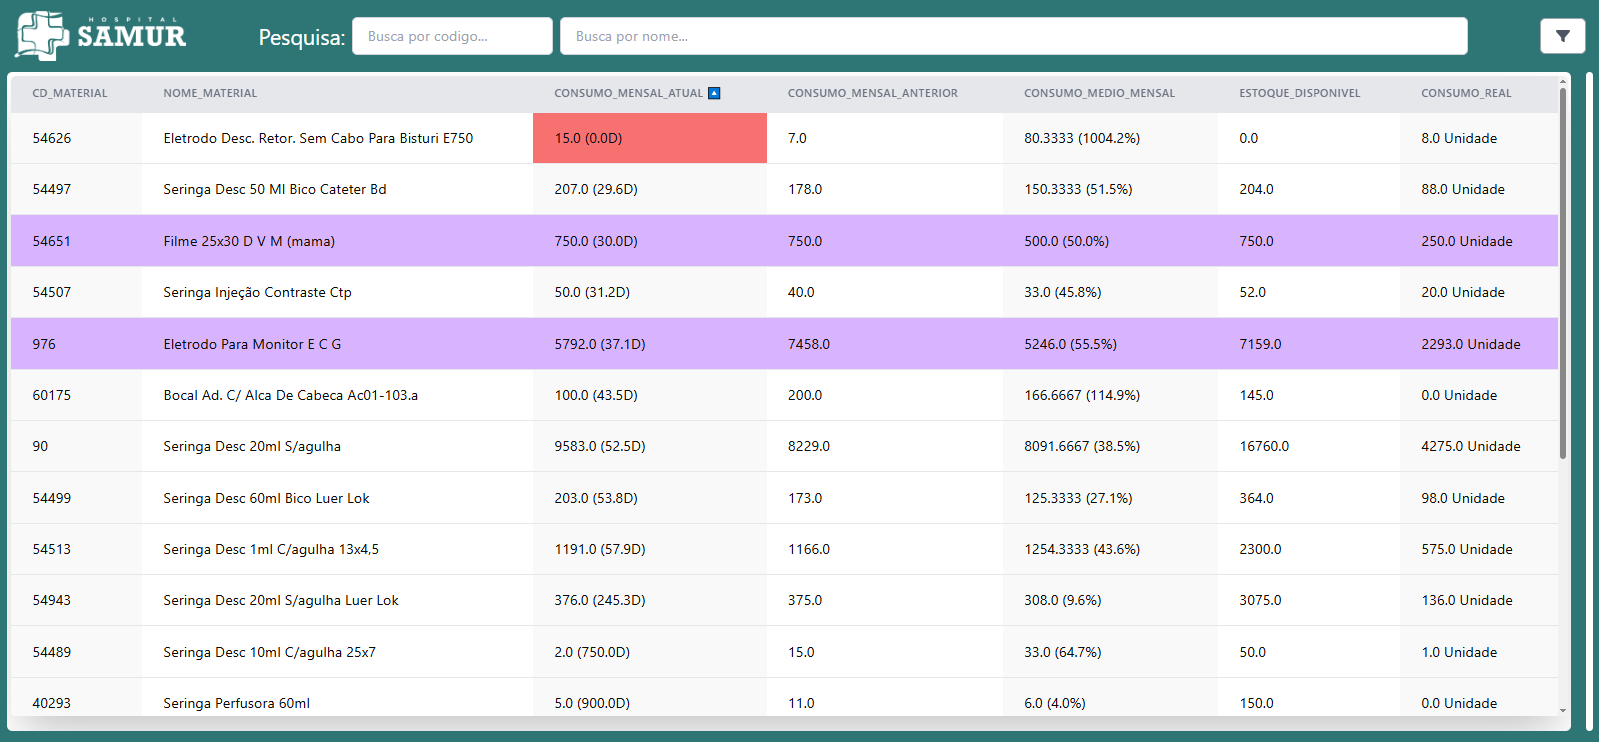 HOSPITAL
SAMUR
Pesquisa: Busca por codigo... Busca por nome...
CD_MATERIAL NOME_MATERIAL CONSUMO_MENSAL_ATUAL CONSUMO_MENSAL_ANTERIOR CONSUMO_MEDIO_MENSAL ESTOQUE_DISPONIVEL CONSUMO_REAL
54626 Eletrodo Desc. Retor. Sem Cabo Para Bisturi E750 15.0 (0.0D) 7.0 80.3333 (1004.2%) 0.0 8.0 Unidade
54497 Seringa Desc 50 Ml Bico Cateter Bd 207.0 (29.6D) 178.0 150.3333 (51.5%) 204.0 88.0 Unidade
54651 Filme 25x30 D V M (mama) 750.0 (30.0D) 750.0 500.0 (50.0%) 750.0 250.0 Unidade
54507 Seringa Injeção Contraste Ctp 50.0 (31.2D) 40.0 33.0 (45.8%) 52.0 20.0 Unidade
976 Eletrodo Para Monitor E C G 5792.0 (37.1D) 7458.0 5246.0 (55.5%) 7159.0 2293.0 Unidade
60175 Bocal Ad. C/ Alca De Cabeca Ac01-103.a 100.0 (43.5D) 200.0 166.6667 (114.9%) 145.0 0.0 Unidade
90 Seringa Desc 20ml S/agulha 9583.0 (52.5D) 8229.0 8091.6667 (38.5%) 16760.0 4275.0 Unidade
54499 Seringa Desc 60ml Bico Luer Lok 203.0 (53.8D) 173.0 125.3333 (27.1%) 364.0 98.0 Unidade
54513 Seringa Desc 1ml C/agulha 13x4,5 1191.0 (57.9D) 1166.0 1254.3333 (43.6%) 2300.0 575.0 Unidade
54943 Seringa Desc 20ml S/agulha Luer Lok 376.0 (245.3D) 375.0 308.0 (9.6%) 3075.0 136.0 Unidade
54489 Seringa Desc 10ml C/agulha 25x7 2.0 (750.0D) 15.0 33.0 (64.7%) 50.0 1.0 Unidade
40293 Seringa Perfusora 60ml 5.0 (900.0D) 11.0 6.0 (4.0%) 150.0 0.0 Unidade